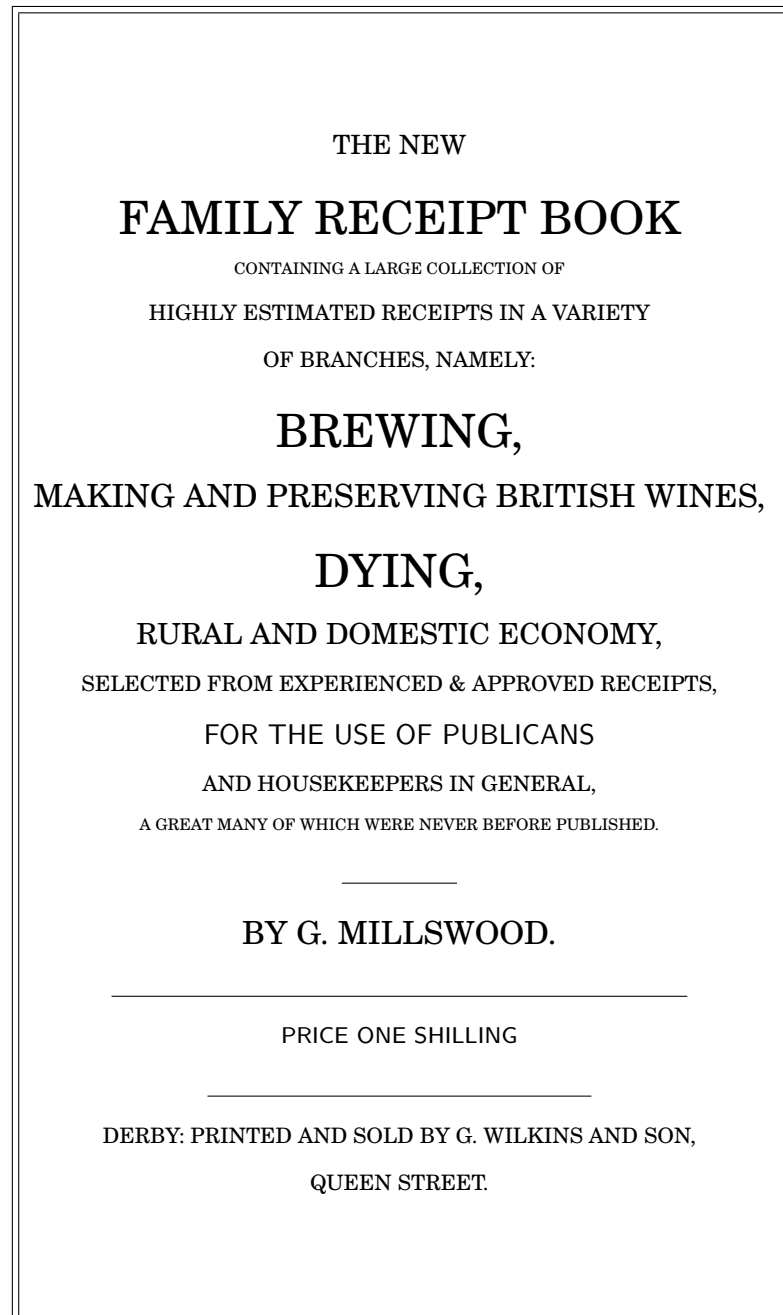 THE NEW
FAMILY RECEIPT BOOK
CONTAINING A LARGE COLLECTION OF
HIGHLY ESTIMATED RECEIPTS IN A VARIETY
OF BRANCHES, NAMELY:
BREWING,
MAKING AND PRESERVING BRITISH WINES,
DYING,
RURAL AND DOMESTIC ECONOMY,
SELECTED FROM EXPERIENCED & APPROVED RECEIPTS,
FOR THE USE OF PUBLICANS
AND HOUSEKEEPERS IN GENERAL,
A GREAT MANY OF WHICH WERE NEVER BEFORE PUBLISHED.
BY G. MILLSWOOD.
PRICE ONE SHILLING
DERBY: PRINTED AND SOLD BY G. WILKINS AND SON,
QUEEN STREET.